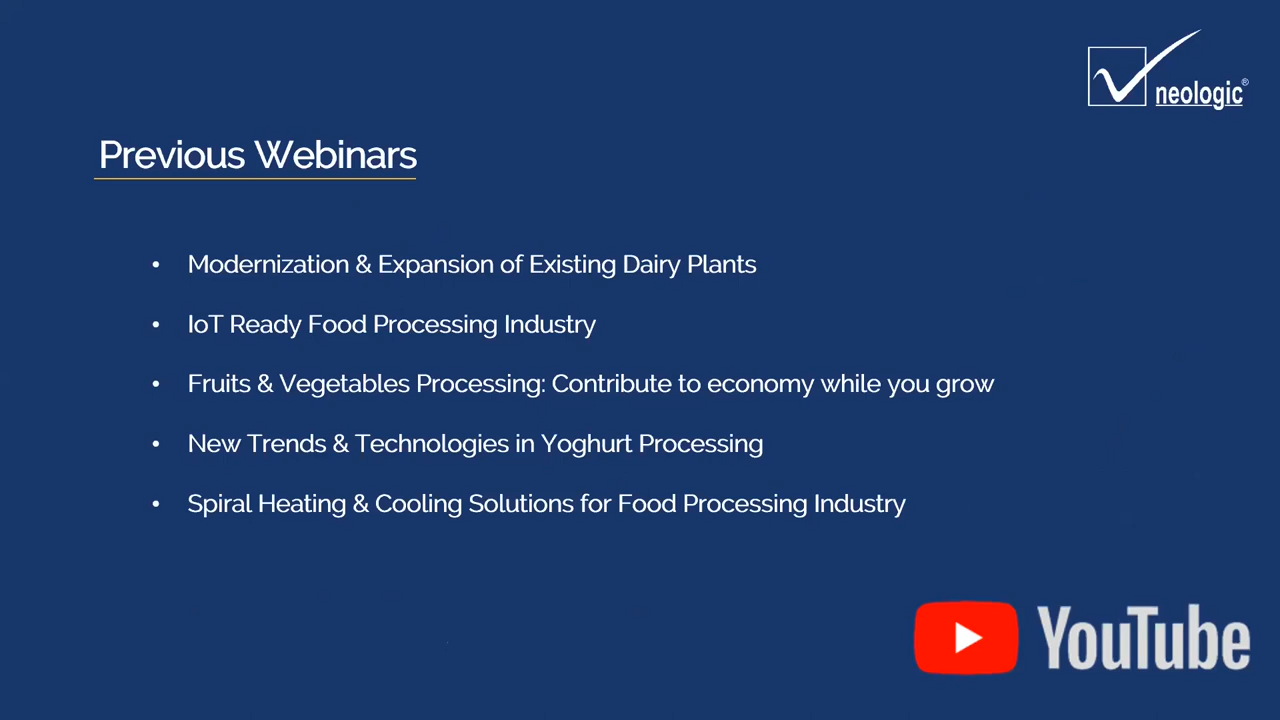 neologic®
Previous Webinars
• Modernization & Expansion of Existing Dairy Plants
• IoT Ready Food Processing Industry
• Fruits & Vegetables Processing: Contribute to economy while you grow
• New Trends & Technologies in Yoghurt Processing
• Spiral Heating & Cooling Solutions for Food Processing Industry
YouTube